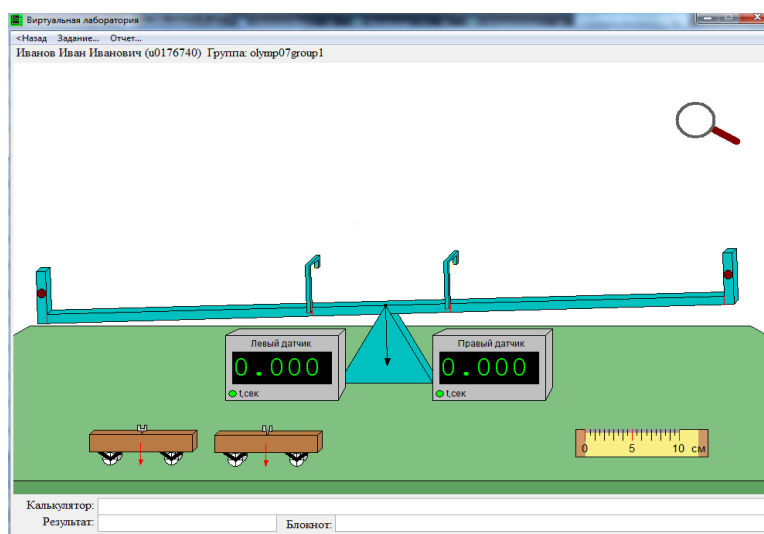 Виртуальная лаборатория
<Назад Задание... Отчет...
Иванов Иван Иванович (u0176740) Группа: olymp07group1
Левый датчик
0.000
t,сек
Правый датчик
0.000
t,сек
0 5 10 см
Калькулятор:
Результат: Блокнот: